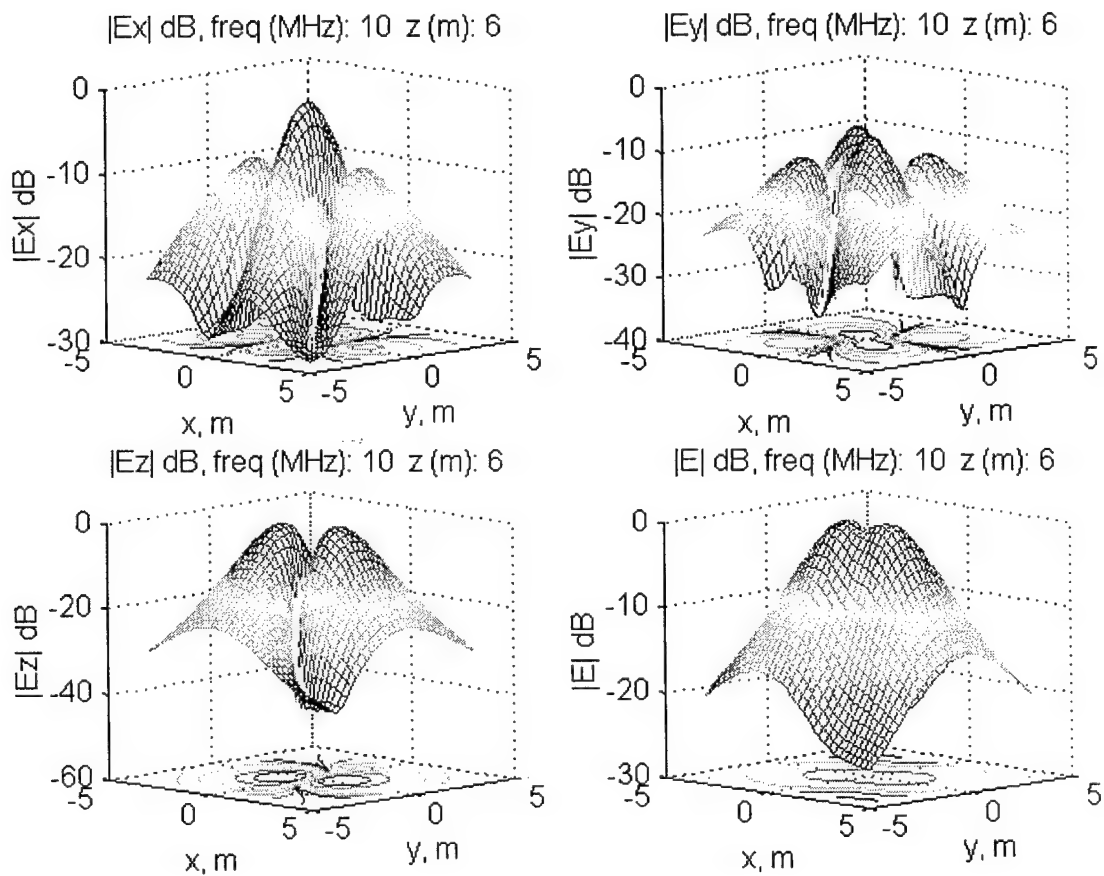 |Ex| dB, freq (MHz): 10 z (m): 6
0
-10
-20
-30
|Ex| dB
-5
0
5
x, m
-5
0
5
y, m
|Ey| dB, freq (MHz): 10 z (m): 6
0
-10
-20
-30
-40
|Ey| dB
-5
0
5
x, m
-5
0
5
y, m
|Ez| dB, freq (MHz): 10 z (m): 6
0
-20
-40
-60
|Ez| dB
-5
0
5
x, m
-5
0
5
y, m
|E| dB, freq (MHz): 10 z (m): 6
0
-10
-20
-30
|E| dB
-5
0
5
x, m
-5
0
5
y, m